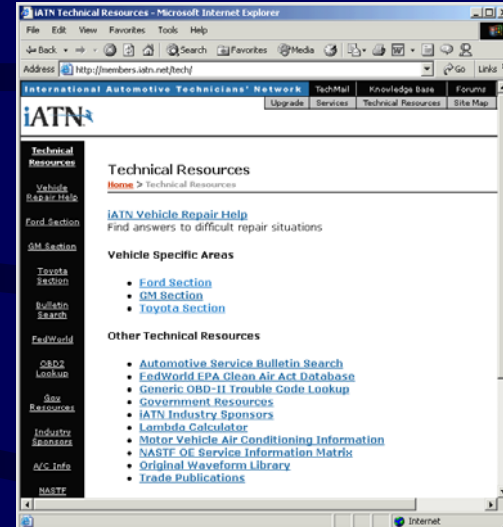 iATN Technical Resources - Microsoft Internet Explorer
File Edit View Favorites Tools Help
Back Search Favorites Media
Address http://members.iatn.net/tech/ Go Links
International Automotive Technicians' Network TechMail Knowledge Base Forums
Upgrade Services Technical Resources Site Map
iATN
Technical Resources
Vehicle Repair Help
Ford Section
GM Section
Toyota Section
Bulletin Search
FedWorld
OBD2 Lookup
Gov Resources
Industry Sponsors
A/C Info
NASTF
Technical Resources
Home > Technical Resources
iATN Vehicle Repair Help
Find answers to difficult repair situations
Vehicle Specific Areas
Ford Section
GM Section
Toyota Section
Other Technical Resources
Automotive Service Bulletin Search
FedWorld EPA Clean Air Act Database
Generic OBD-II Trouble Code Lookup
Government Resources
iATN Industry Sponsors
Lambda Calculator
Motor Vehicle Air Conditioning Information
NASTF OE Service Information Matrix
Original Waveform Library
Trade Publications
Internet